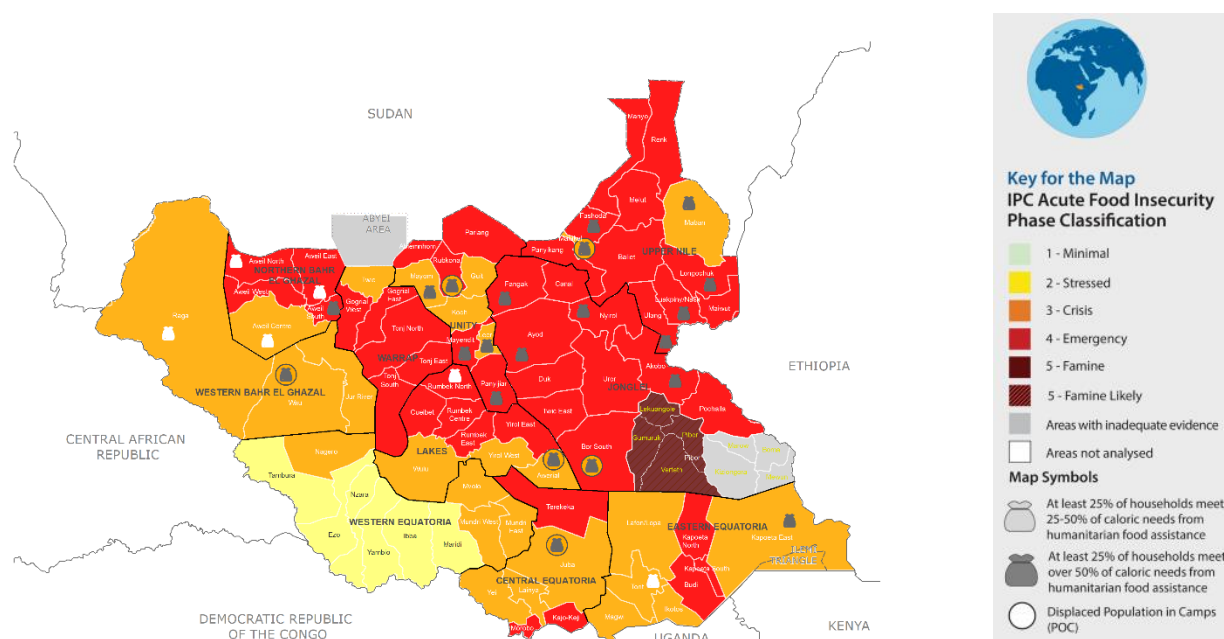 SUDAN
Manyo
Renk
Melut
Maban
Fashoda
Malakal
Panyikang
UPPER NILE
Baliet
Longochuk
Luakpiny/Nasir
Maiwut
Ulang
ABYEI
AREA
Pariang
Abiemnhom
Rubkona
Mayom
Guit
Koch
UNITY
Leer
Mayendit
Panyijiar
Aweil North
Aweil East
NORTHERN BAHR
EL GHAZAL
Aweil West
Aweil
South
Aweil Centre
Twic
Gogrial
West
Gogrial
East
Tonj North
WARRAP
Tonj East
Tonj
South
Raga
WESTERN BAHR EL GHAZAL
Wau
Jur River
Fangak
Canal
Nyirol
Ayod
Akobo
Duk
Uror
JONGLEI
Pochalla
Twic East
Bor South
Lekuangole
Gumuruk
Pibor
Pibor
Verteth
ETHIOPIA
Rumbek North
Cueibet
Rumbek
Centre
Rumbek
East
Yirol East
Yirol West
Awerial
LAKES
Wulu
CENTRAL AFRICAN
REPUBLIC
Tambura
Nagero
Nzara
Ezo
Yambio
Ibba
Maridi
WESTERN EQUATORIA
Mvolo
Mundri West
Mundri
East
Terekeka
Juba
CENTRAL EQUATORIA
Yei
Lainya
Morobo
Kajo-Keji
Lafon/Lopa
EASTERN EQUATORIA
Kapoeta
North
Kapoeta East
Kapoeta South
Budi
Torit
Magwi
Ikotos
ILEMI
TRIANGLE
DEMOCRATIC REPUBLIC
OF THE CONGO
UGANDA
KENYA
Key for the Map
IPC Acute Food Insecurity
Phase Classification
1 - Minimal
2 - Stressed
3 - Crisis
4 - Emergency
5 - Famine
5 - Famine Likely
Areas with inadequate evidence
Areas not analysed
Map Symbols
At least 25% of households meet
25-50% of caloric needs from
humanitarian food assistance
At least 25% of households meet
over 50% of caloric needs from
humanitarian food assistance
Displaced Population in Camps
(POC)